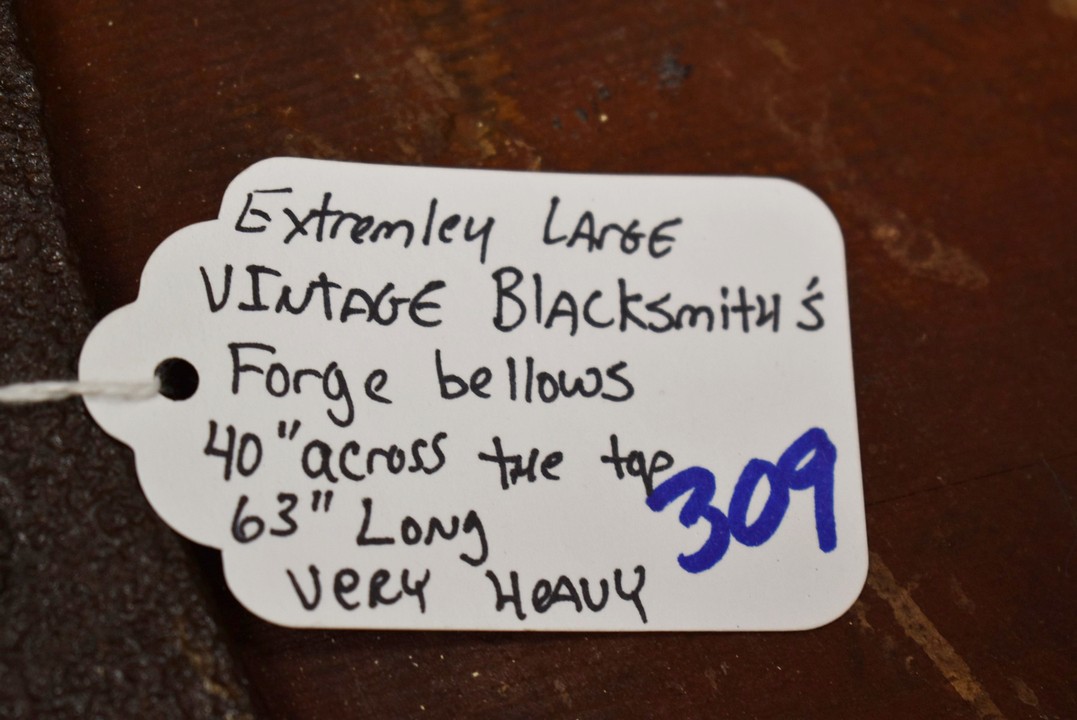 Extremley LArGE
VINtAGE BlAcksmitH's
Forge bellows
40" across tHe top
63" Long
VERY HeAVY
309